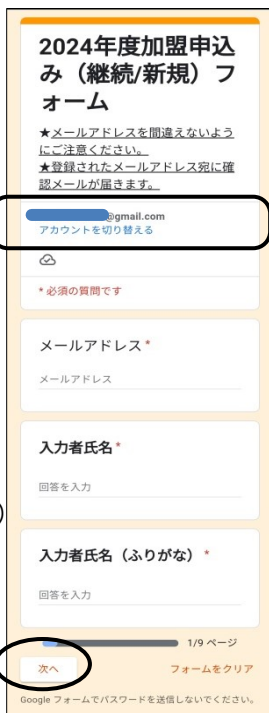 2024年度加盟申込
み（継続/新規）フ
ォーム
★メールアドレスを間違えないよう
にご注意ください。
★登録されたメールアドレス宛に確
認メールが届きます。
@gmail.com
アカウントを切り替える
* 必須の質問です
メールアドレス *
メールアドレス
入力者氏名 *
回答を入力
入力者氏名（ふりがな） *
回答を入力
1/9 ページ
次へ
フォームをクリア
Google フォームでパスワードを送信しないでください。